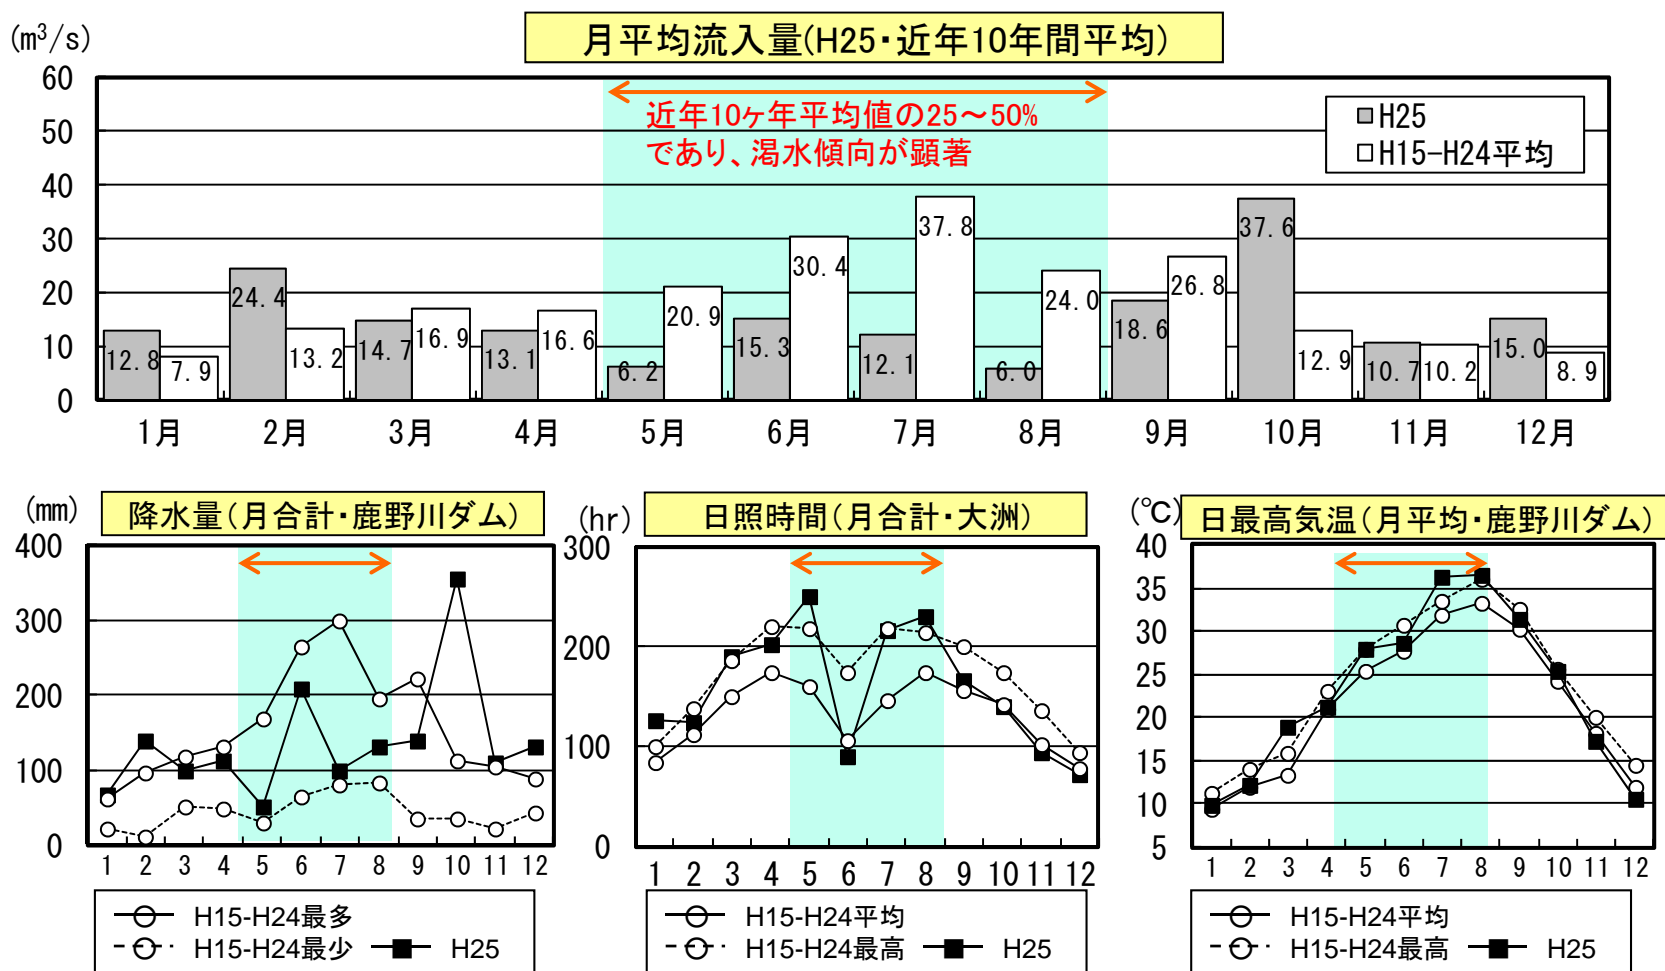 月平均流入量(H25・近年10年間平均)
(m³/s)
60
50
40
30
20
10
0
近年10ヶ年平均値の25～50%
であり、渇水傾向が顕著
H25
H15-H24平均
12.8 7.9 24.4 13.2 14.7 16.9 13.1 16.6 6.2 20.9 15.3 30.4 12.1 37.8 6.0 24.0 18.6 26.8 37.6 12.9 10.7 10.2 15.0 8.9
1月 2月 3月 4月 5月 6月 7月 8月 9月 10月 11月 12月
(mm)
降水量(月合計・鹿野川ダム)
400
300
200
100
0
1 2 3 4 5 6 7 8 9 10 11 12
H15-H24最多
H15-H24最少 H25
(hr)
日照時間(月合計・大洲)
300
200
100
0
1 2 3 4 5 6 7 8 9 10 11 12
H15-H24平均
H15-H24最高 H25
(℃)
日最高気温(月平均・鹿野川ダム)
40
35
30
25
20
15
10
5
1 2 3 4 5 6 7 8 9 10 11 12
H15-H24平均
H15-H24最高 H25